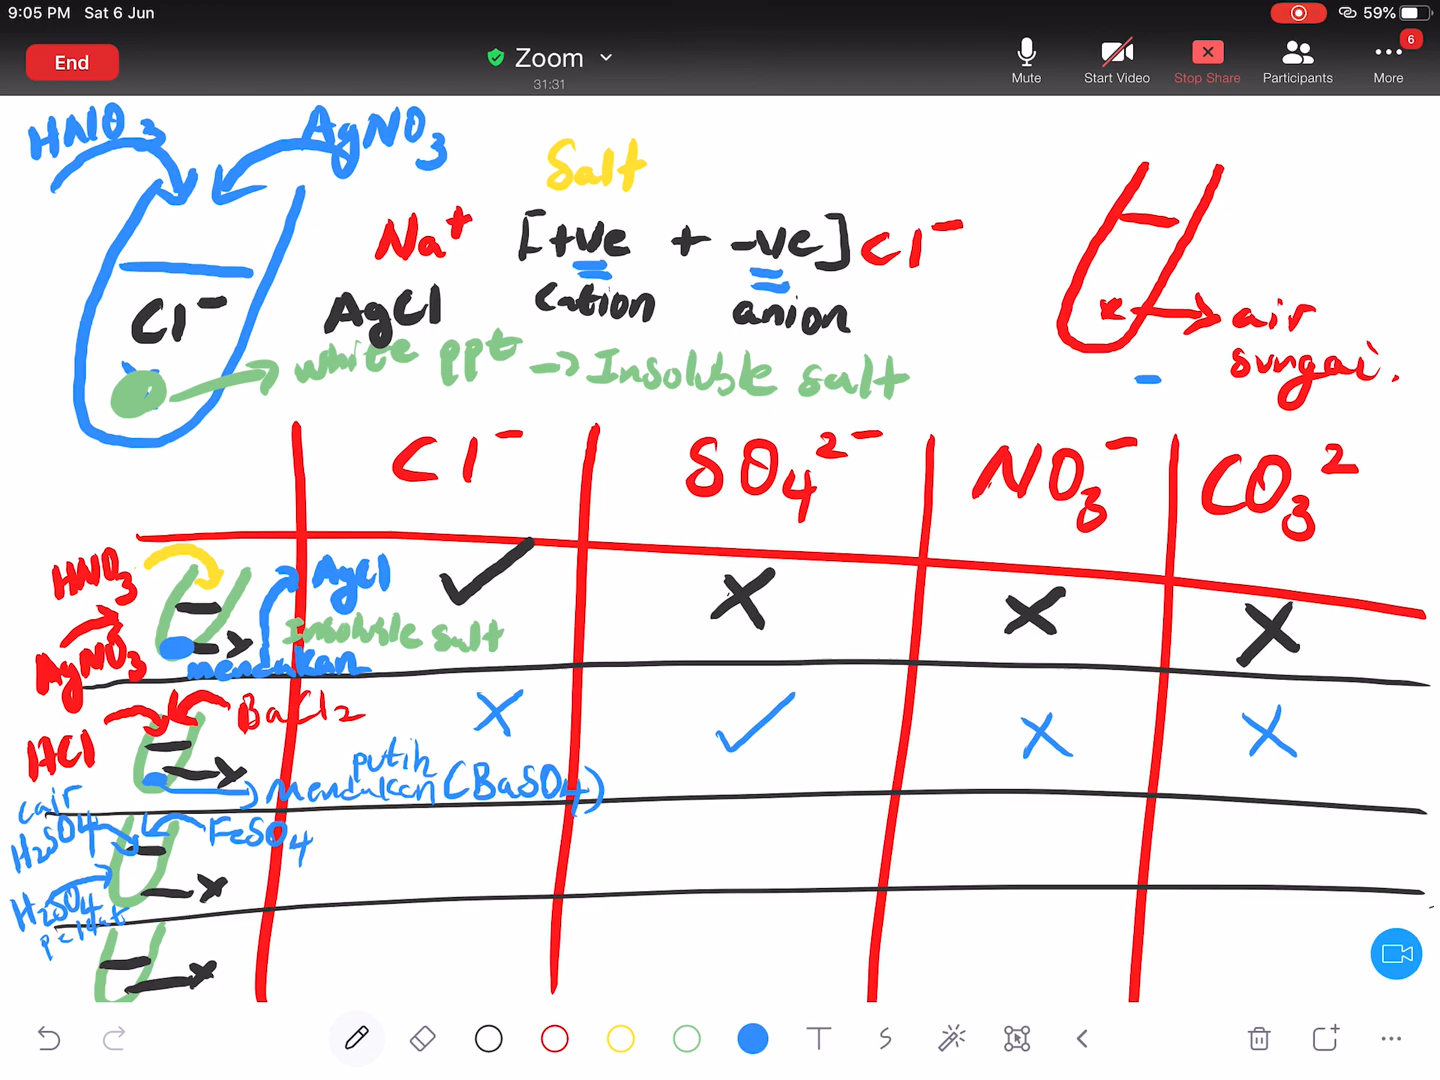 9:05 PM Sat 6 Jun
59%
End
Zoom
31:31
Mute
Start Video
Stop Share
Participants
6
More
HNO3
AgNO3
Salt
Na+ [+ve + -ve] Cl-
cation anion
Cl-
AgCl
white ppt -> Insoluble salt
air
sungai.
Cl- SO4 2- NO3- CO3 2
HNO3
AgNO3
AgCl
Insoluble salt
mendakan
✓ X X X
HCl
BaCl2
putih
Mendakan (BaSO4)
X ✓ X X
cair
H2SO4
FeSO4
H2SO4
pekat
T